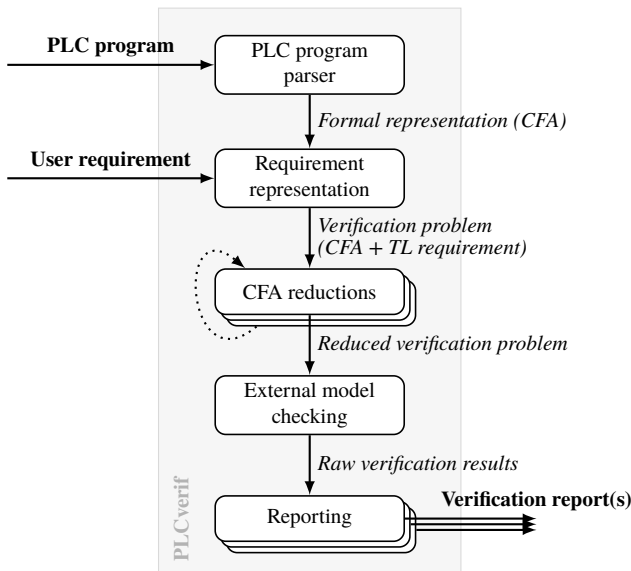 PLC program
PLC program
parser
Formal representation (CFA)
User requirement
Requirement
representation
Verification problem
(CFA + TL requirement)
CFA reductions
Reduced verification problem
External model
checking
Raw verification results
Reporting
Verification report(s)
PLCverif